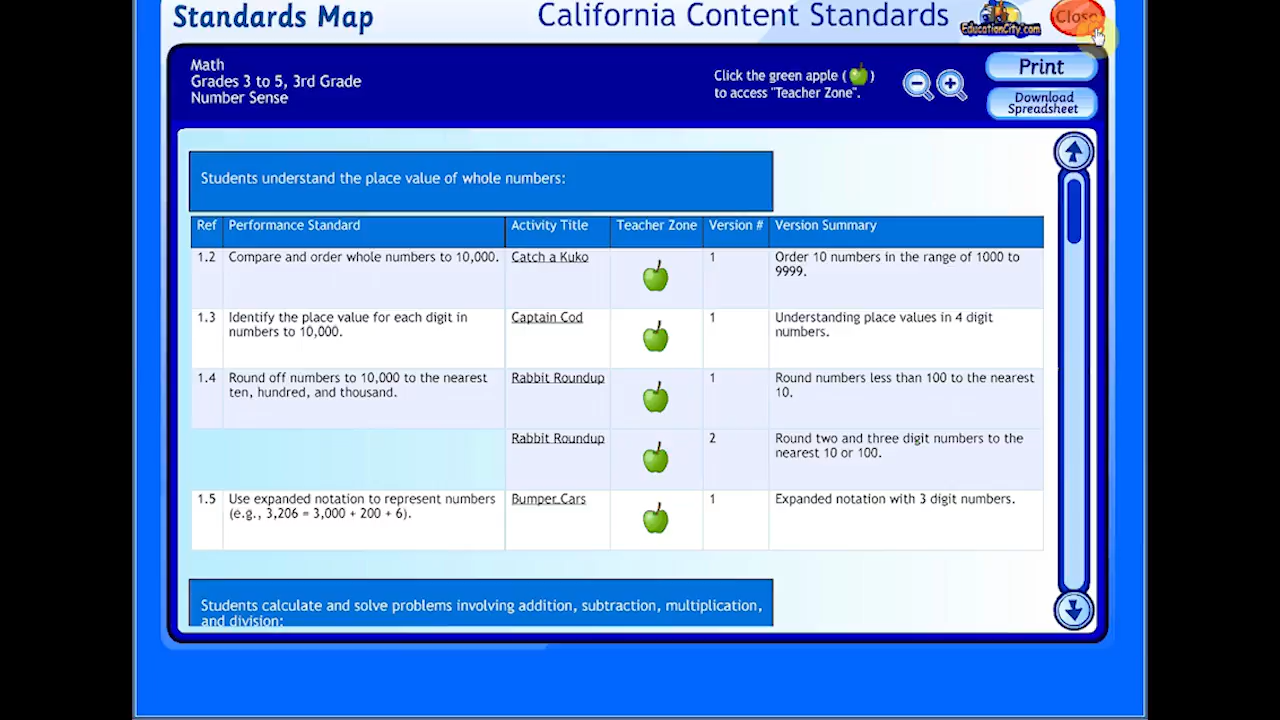 Standards Map
California Content Standards
EducationCity.com
Close
Math
Grades 3 to 5, 3rd Grade
Number Sense
Click the green apple ( )
to access "Teacher Zone".
Print
Download
Spreadsheet
Students understand the place value of whole numbers:
Ref Performance Standard Activity Title Teacher Zone Version # Version Summary
1.2 Compare and order whole numbers to 10,000. Catch a Kuko 1 Order 10 numbers in the range of 1000 to
9999.
1.3 Identify the place value for each digit in Captain Cod 1 Understanding place values in 4 digit
numbers to 10,000. numbers.
1.4 Round off numbers to 10,000 to the nearest Rabbit Roundup 1 Round numbers less than 100 to the nearest
ten, hundred, and thousand. 10.
Rabbit Roundup 2 Round two and three digit numbers to the
nearest 10 or 100.
1.5 Use expanded notation to represent numbers Bumper Cars 1 Expanded notation with 3 digit numbers.
(e.g., 3,206 = 3,000 + 200 + 6).
Students calculate and solve problems involving addition, subtraction, multiplication,
and division: